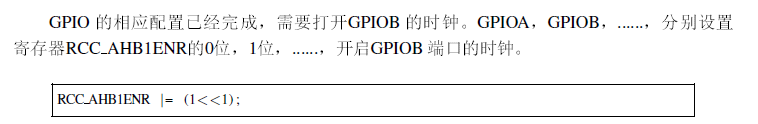 GPIO 的相应配置已经完成，需要打开GPIOB 的时钟。GPIOA，GPIOB，......，分别设置
寄存器RCC_AHB1ENR的0位，1位，......，开启GPIOB 端口的时钟。
RCC_AHB1ENR |= (1<<1);